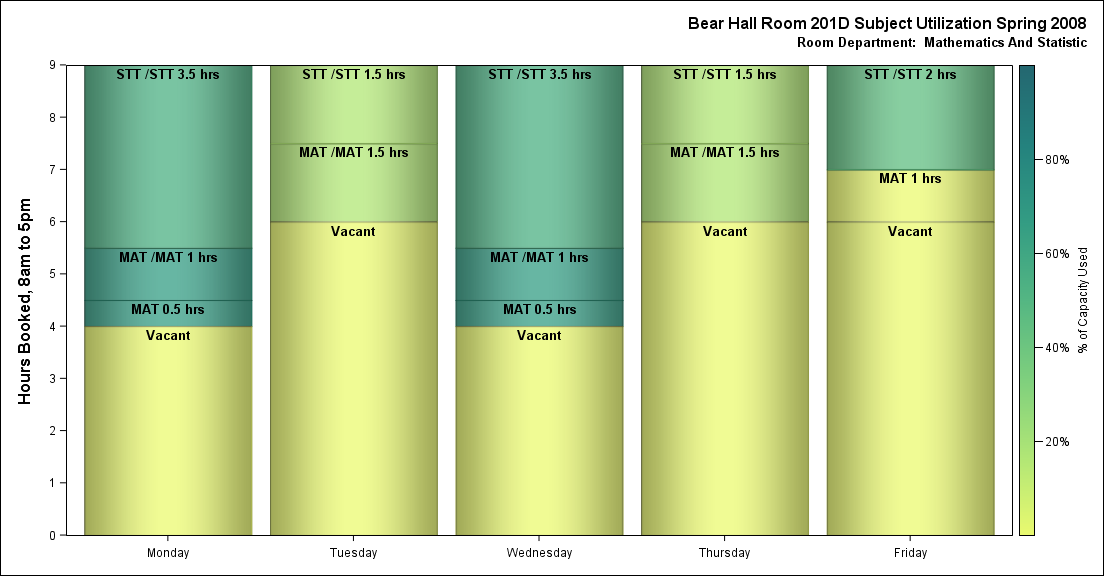 Bear Hall Room 201D Subject Utilization Spring 2008
Room Department:  Mathematics And Statistic
Hours Booked, 8am to 5pm
9
8
7
6
5
4
3
2
1
0
STT /STT 3.5 hrs
MAT /MAT 1 hrs
MAT 0.5 hrs
Vacant
Monday
STT /STT 1.5 hrs
MAT /MAT 1.5 hrs
Vacant
Tuesday
STT /STT 3.5 hrs
MAT /MAT 1 hrs
MAT 0.5 hrs
Vacant
Wednesday
STT /STT 1.5 hrs
MAT /MAT 1.5 hrs
Vacant
Thursday
STT /STT 2 hrs
MAT 1 hrs
Vacant
Friday
80%
60%
40%
20%
% of Capacity Used